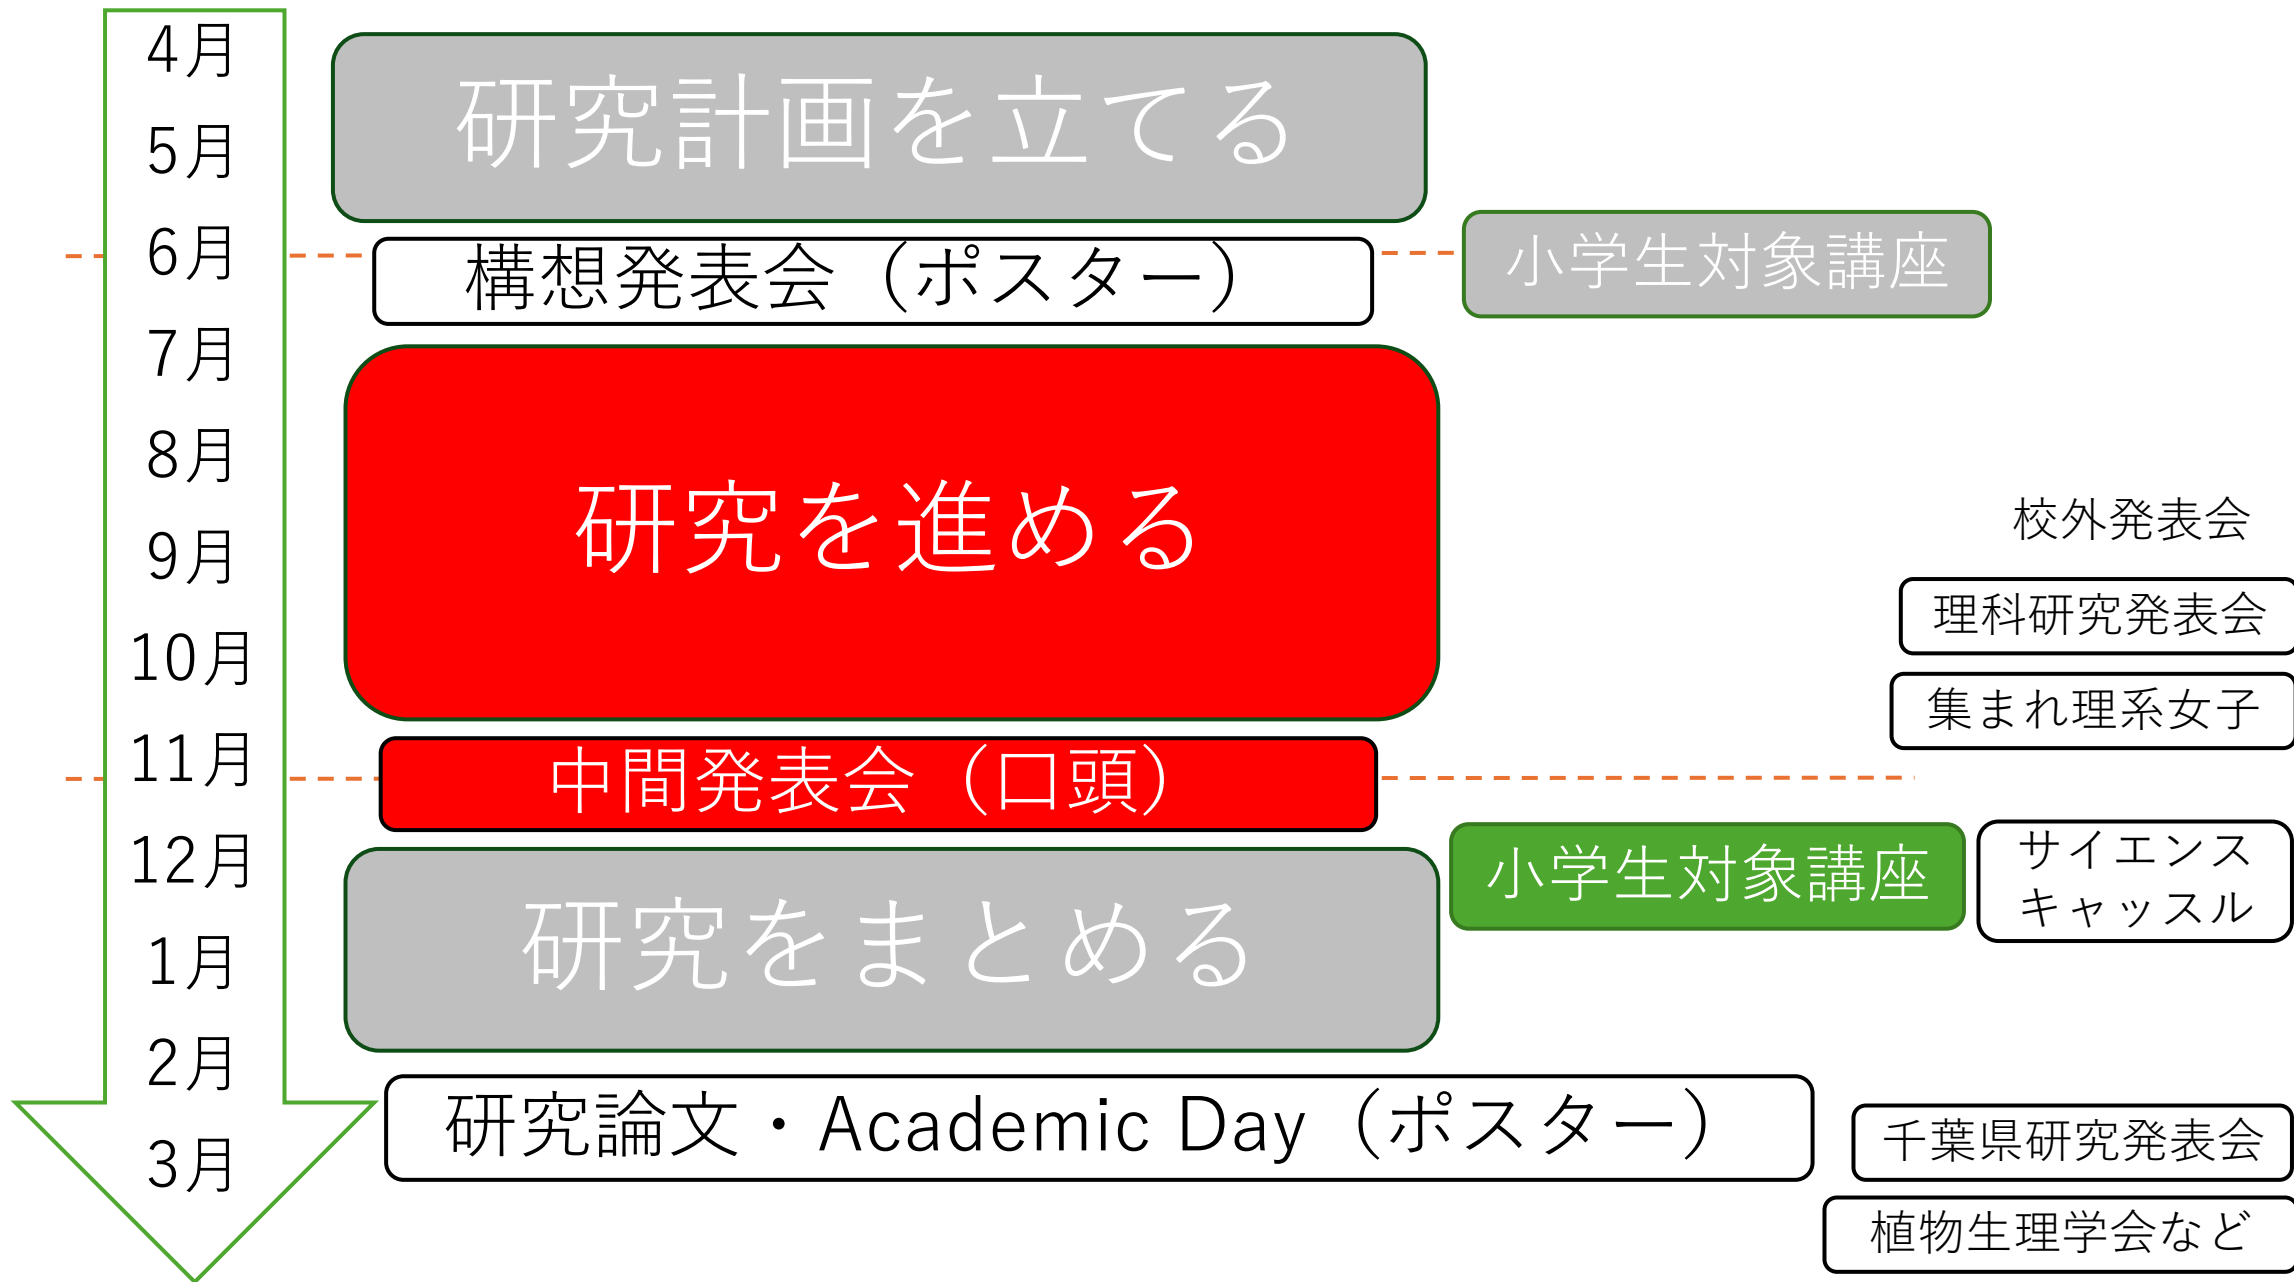 4月
5月
6月
7月
8月
9月
10月
11月
12月
1月
2月
3月
研究計画を立てる
構想発表会（ポスター）
小学生対象講座
研究を進める
校外発表会
理科研究発表会
集まれ理系女子
中間発表会（口頭）
小学生対象講座
サイエンス
キャッスル
研究をまとめる
研究論文・Academic Day（ポスター）
千葉県研究発表会
植物生理学会など